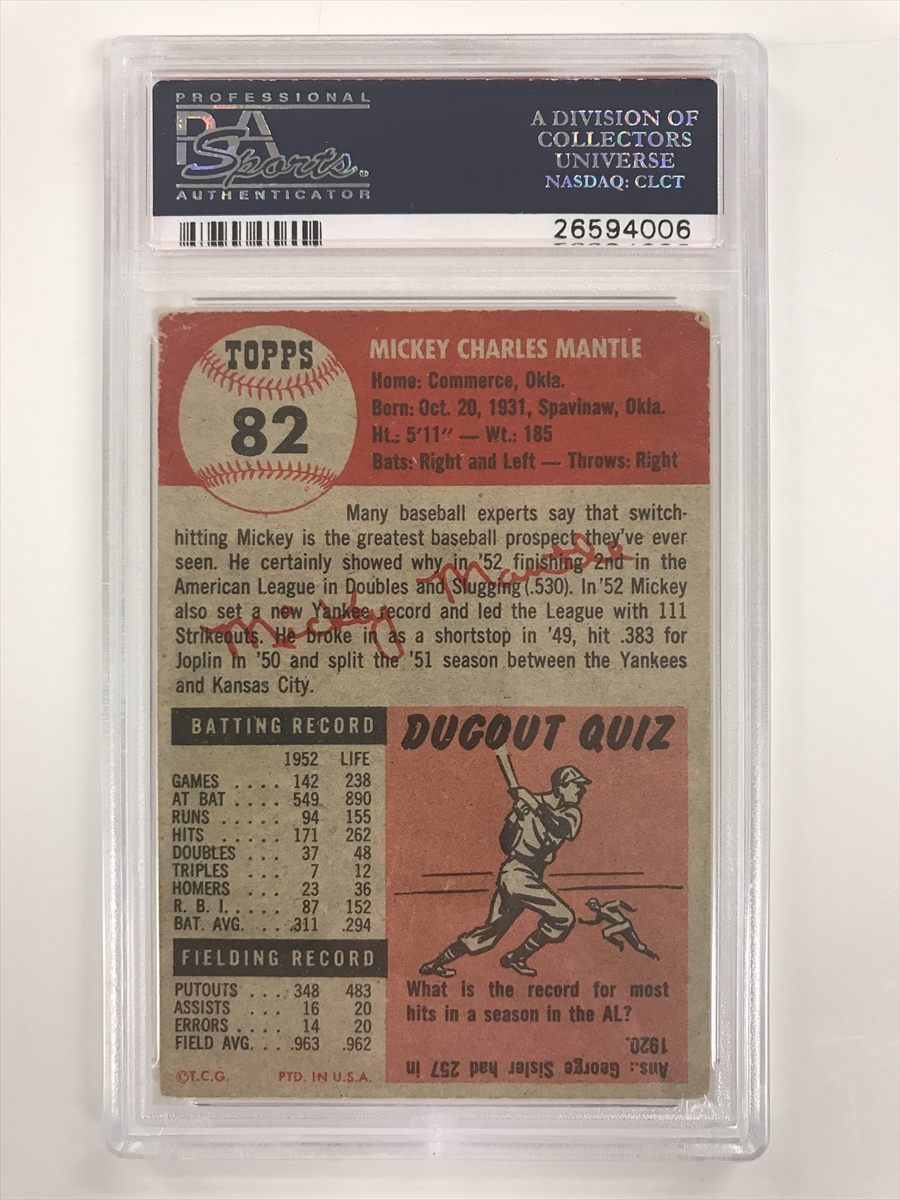 PROFESSIONAL
PSA
Sports®
AUTHENTICATOR
A DIVISION OF
COLLECTORS
UNIVERSE
NASDAQ: CLCT
26594006
TOPPS
82
MICKEY CHARLES MANTLE
Home: Commerce, Okla.
Born: Oct. 20, 1931, Spavinaw, Okla.
Ht.: 5'11" — Wt.: 185
Bats: Right and Left — Throws: Right
Many baseball experts say that switch-
hitting Mickey is the greatest baseball prospect they've ever
seen. He certainly showed why in '52 finishing 2nd in the
American League in Doubles and Slugging (.530). In '52 Mickey
also set a new Yankee record and led the League with 111
Strikeouts. He broke in as a shortstop in '49, hit .383 for
Joplin in '50 and split the '51 season between the Yankees
and Kansas City.
Micky Mantle
BATTING RECORD
1952 LIFE
GAMES .... 142 238
AT BAT .... 549 890
RUNS ..... 94 155
HITS ..... 171 262
DOUBLES ... 37 48
TRIPLES ... 7 12
HOMERS ... 23 36
R. B. I. .... 87 152
BAT. AVG. .. .311 .294
FIELDING RECORD
PUTOUTS ... 348 483
ASSISTS ... 16 20
ERRORS .... 14 20
FIELD AVG. ... .963 .962
©T.C.G. PTD. IN U.S.A.
DUGOUT QUIZ
What is the record for most
hits in a season in the AL?
Ans.: George Sisler had 257 in
1920.